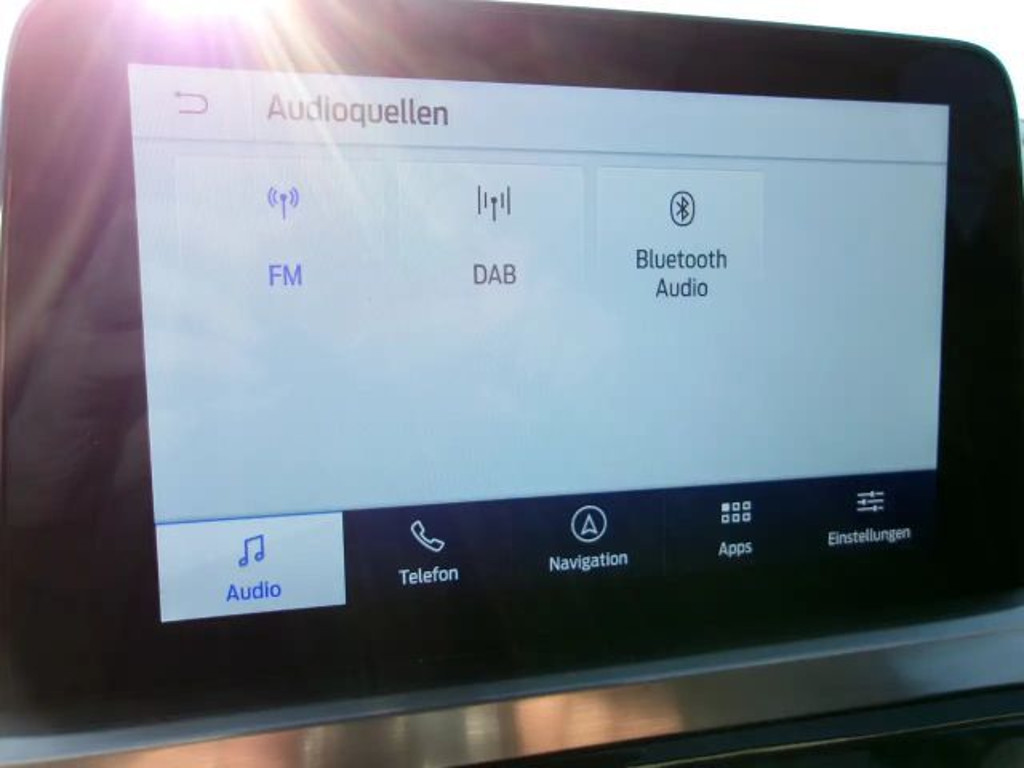 Audioquellen
FM
DAB
Bluetooth
Audio
Audio
Telefon
Navigation
Apps
Einstellungen